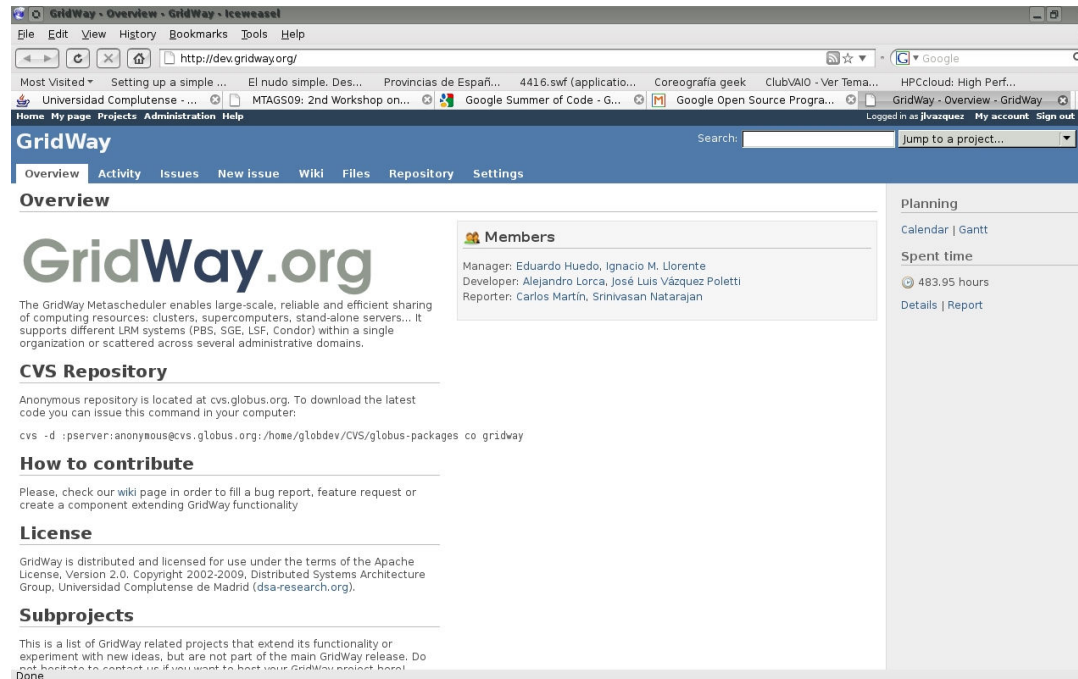 GridWay - Overview - GridWay - Iceweasel
File Edit View History Bookmarks Tools Help
http://dev.gridway.org/
Google
Most Visited Setting up a simple ... El nudo simple. Des... Provincias de Españ... 4416.swf (applicatio... Coreografía geek ClubVAIO - Ver Tema... HPCcloud: High Perf...
Universidad Complutense - ... MTAGS09: 2nd Workshop on... Google Summer of Code - G... Google Open Source Progra... GridWay - Overview - GridWay
Home My page Projects Administration Help Logged in as jlvazquez My account Sign out
GridWay Search: Jump to a project...
Overview Activity Issues New issue Wiki Files Repository Settings
Overview
GridWay.org
The GridWay Metascheduler enables large-scale, reliable and efficient sharing
of computing resources: clusters, supercomputers, stand-alone servers... It
supports different LRM systems (PBS, SGE, LSF, Condor) within a single
organization or scattered across several administrative domains.
CVS Repository
Anonymous repository is located at cvs.globus.org. To download the latest
code you can issue this command in your computer:
cvs -d :pserver:anonymous@cvs.globus.org:/home/globdev/CVS/globus-packages co gridway
How to contribute
Please, check our wiki page in order to fill a bug report, feature request or
create a component extending GridWay functionality
License
GridWay is distributed and licensed for use under the terms of the Apache
License, Version 2.0. Copyright 2002-2009, Distributed Systems Architecture
Group, Universidad Complutense de Madrid (dsa-research.org).
Subprojects
This is a list of GridWay related projects that extend its functionality or
experiment with new ideas, but are not part of the main GridWay release. Do
not hesitate to contact us if you want to host your GridWay project here!
Members
Manager: Eduardo Huedo, Ignacio M. Llorente
Developer: Alejandro Lorca, José Luis Vázquez Poletti
Reporter: Carlos Martín, Srinivasan Natarajan
Planning
Calendar | Gantt
Spent time
483.95 hours
Details | Report
Done